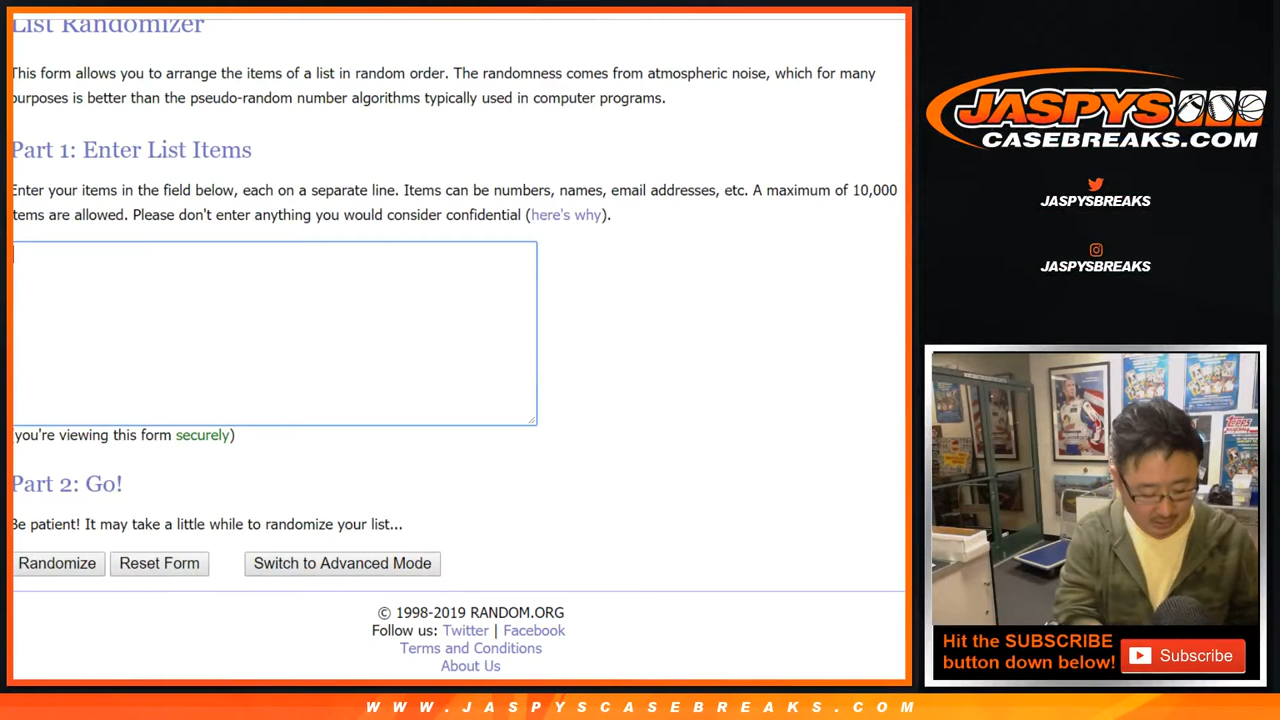 List Randomizer
This form allows you to arrange the items of a list in random order. The randomness comes from atmospheric noise, which for many
purposes is better than the pseudo-random number algorithms typically used in computer programs.
Part 1: Enter List Items
Enter your items in the field below, each on a separate line. Items can be numbers, names, email addresses, etc. A maximum of 10,000
items are allowed. Please don't enter anything you would consider confidential (here's why).
you're viewing this form securely)
Part 2: Go!
Be patient! It may take a little while to randomize your list...
Randomize Reset Form Switch to Advanced Mode
© 1998-2019 RANDOM.ORG
Follow us: Twitter | Facebook
Terms and Conditions
About Us
JASPYS
CASEBREAKS.COM
JASPYSBREAKS
JASPYSBREAKS
topps
Hit the SUBSCRIBE
button down below!
Subscribe
WWW.JASPYSCASEBREAKS.COM